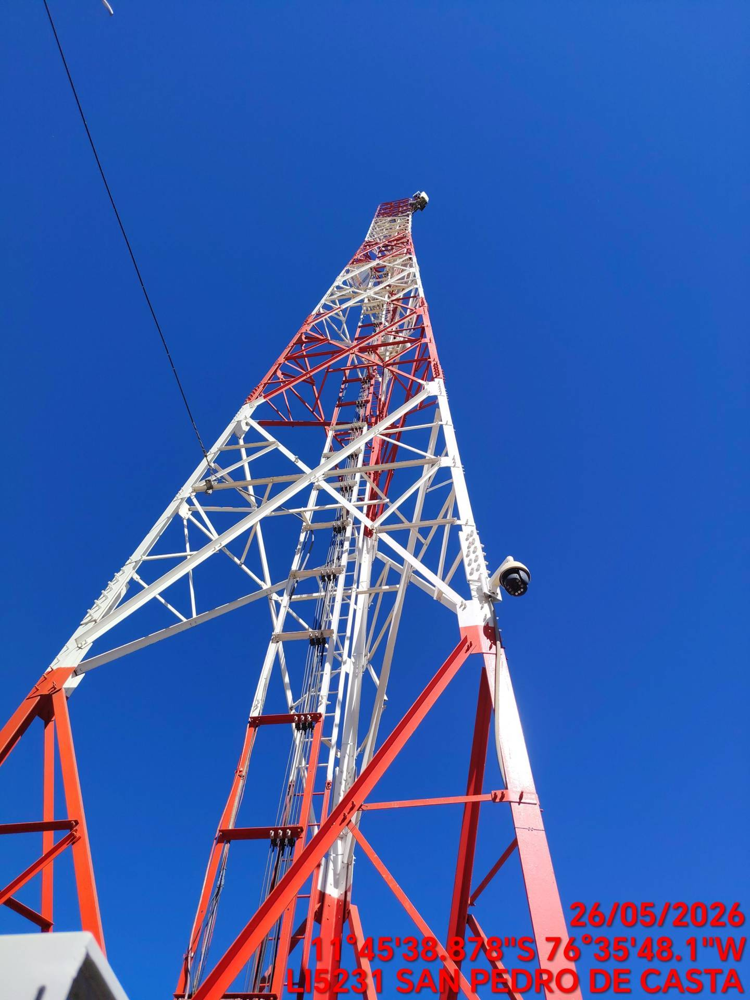 26/05/2026
11°45'38.878"S 76°35'48.1"W
LI5231 SAN PEDRO DE CASTA